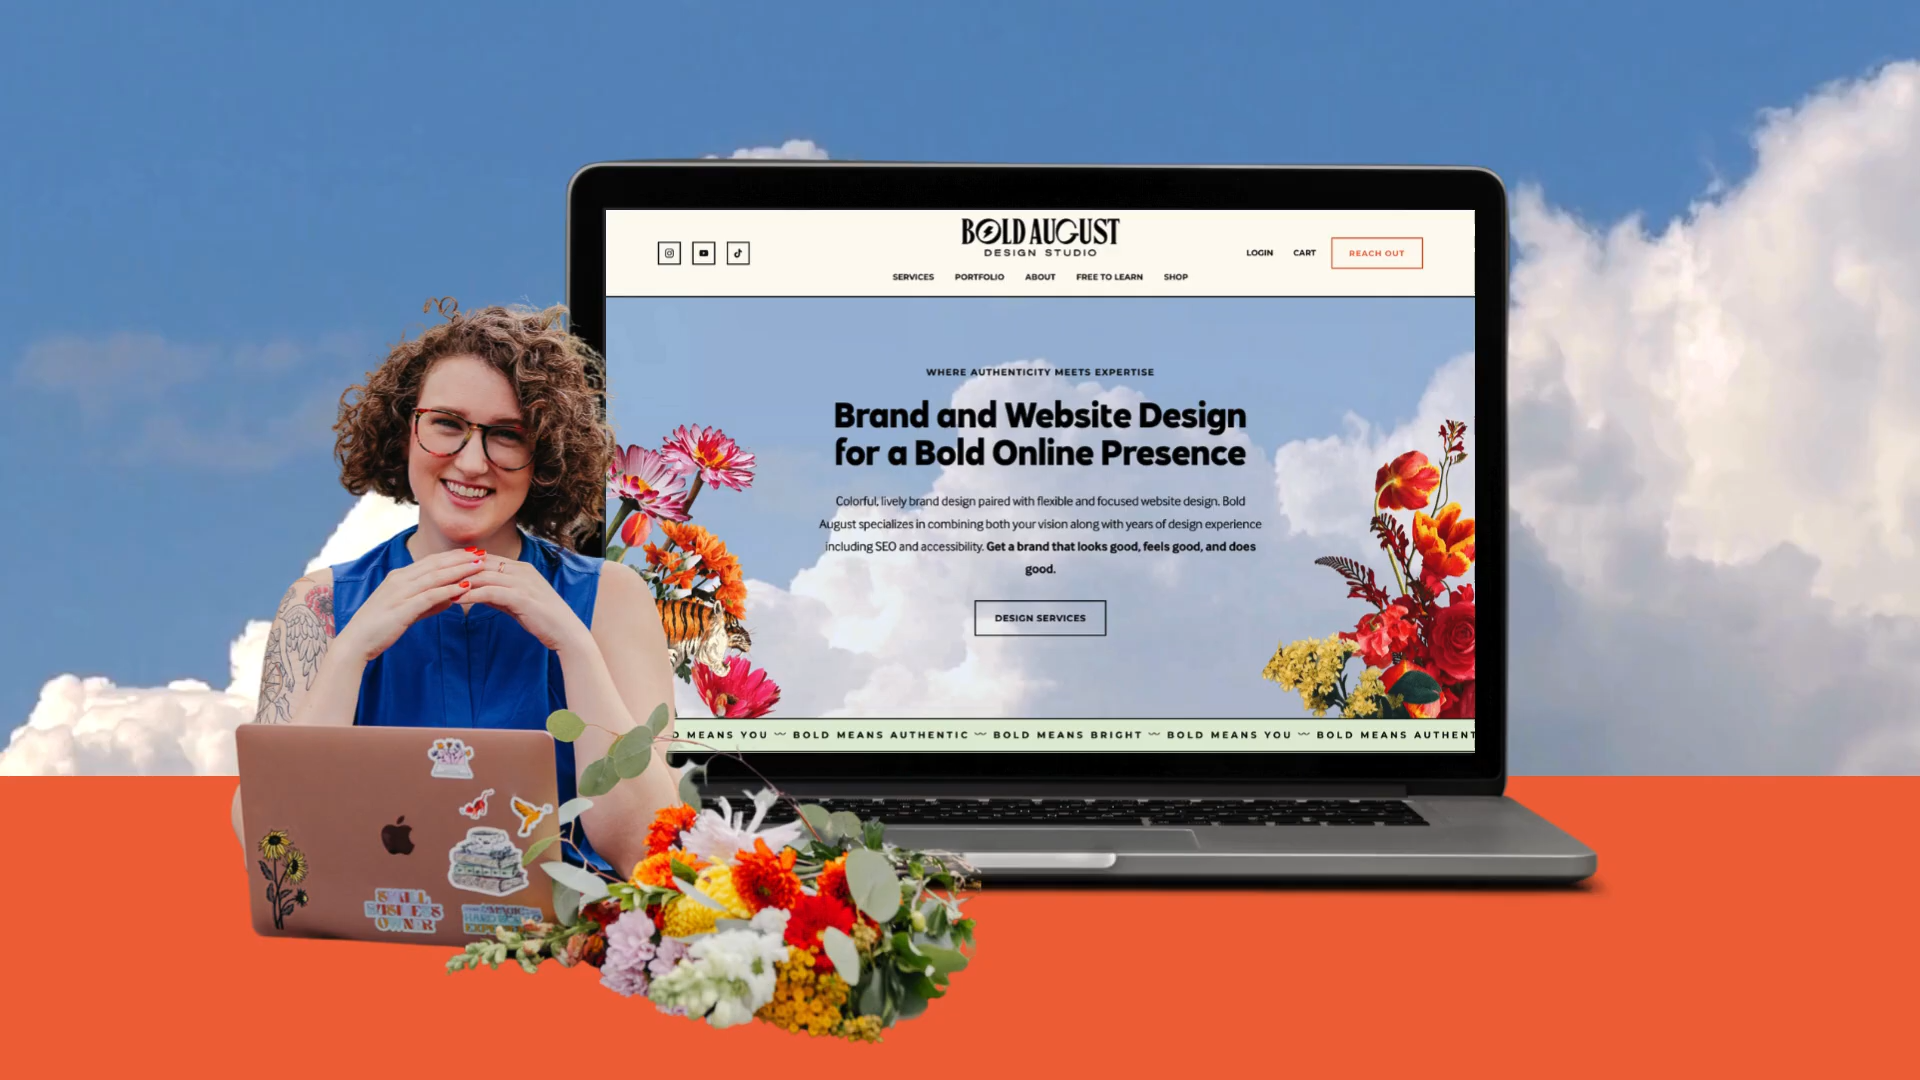 BOLD AUGUST
DESIGN STUDIO
LOGIN CART REACH OUT
SERVICES PORTFOLIO ABOUT FREE TO LEARN SHOP
WHERE AUTHENTICITY MEETS EXPERTISE
Brand and Website Design
for a Bold Online Presence
Colorful, lively brand design paired with flexible and focused website design. Bold
August specializes in combining both your vision along with years of design experience
including SEO and accessibility. Get a brand that looks good, feels good, and does
good.
DESIGN SERVICES
D MEANS YOU BOLD MEANS AUTHENTIC BOLD MEANS BRIGHT BOLD MEANS YOU BOLD MEANS AUTHENT
SMALL
BUSINESS
OWNER